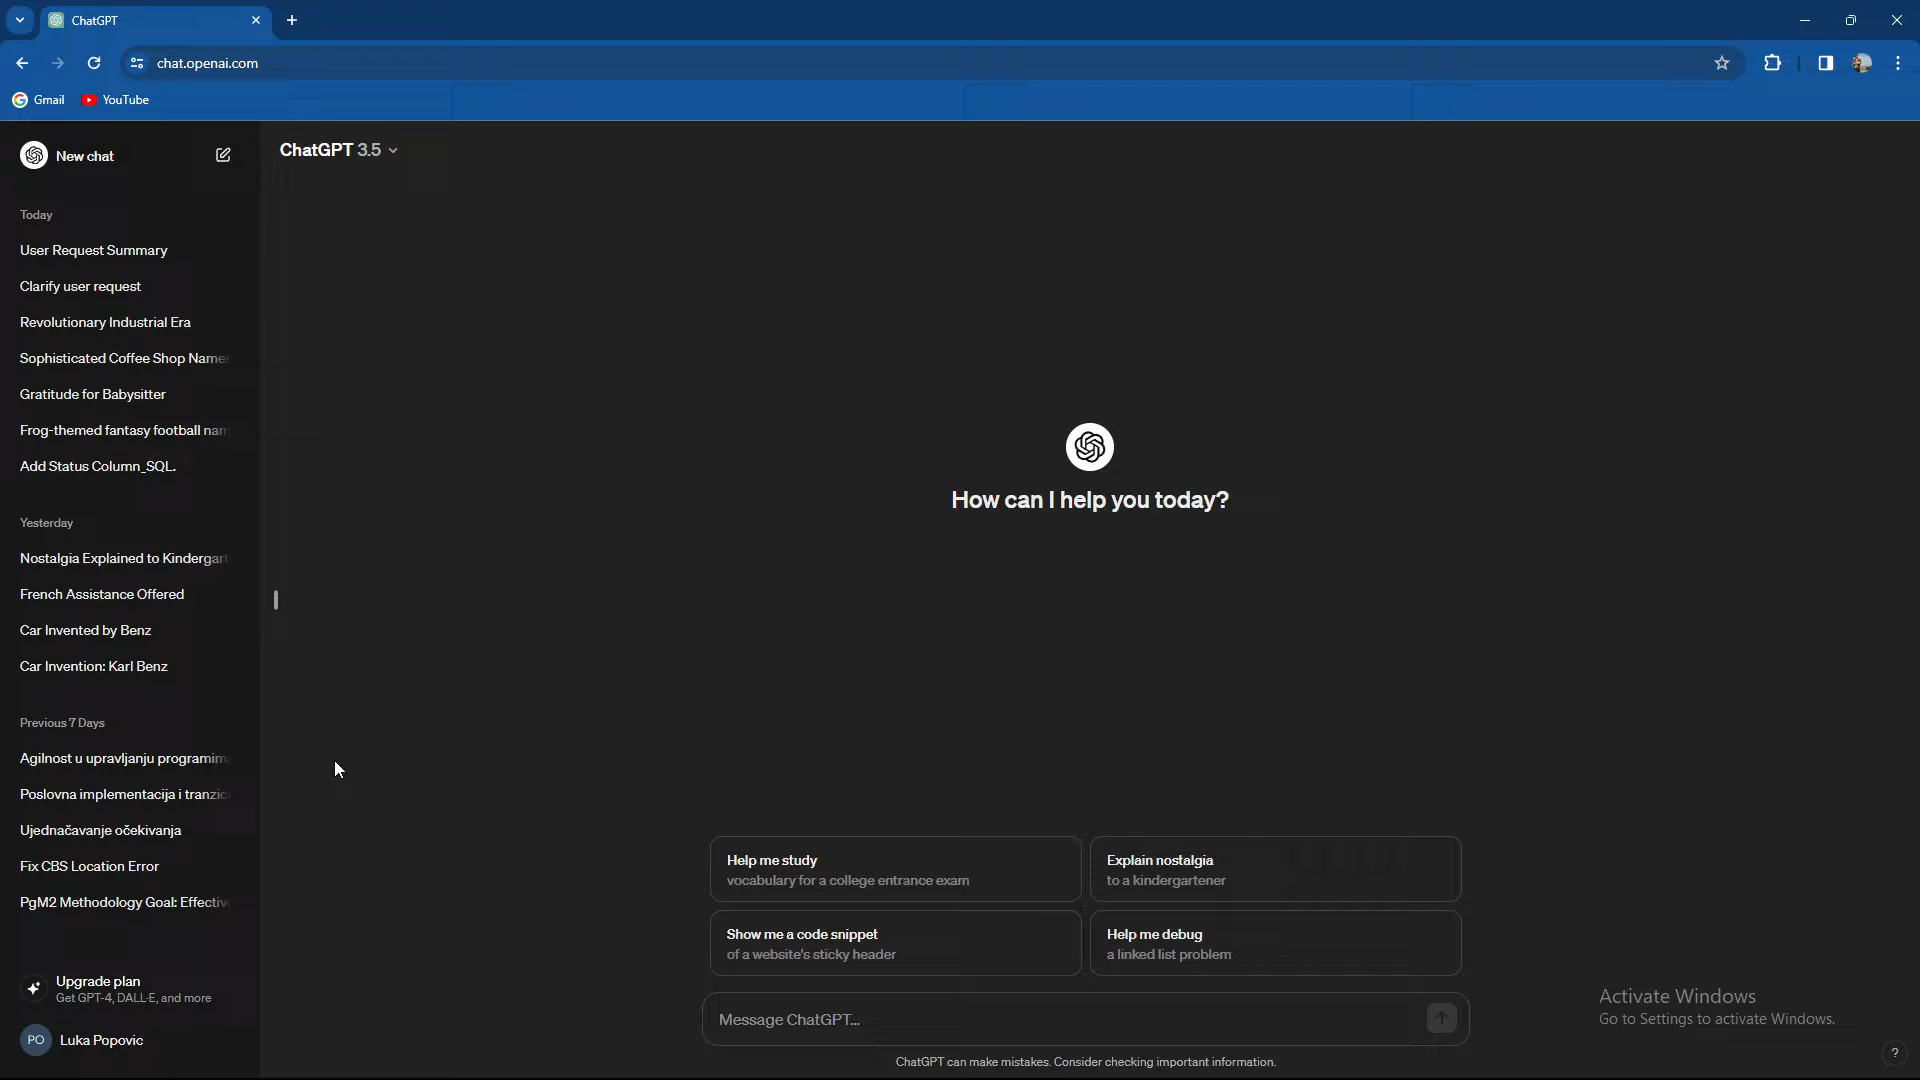 ChatGPT
chat.openai.com
Gmail
YouTube
New chat
ChatGPT 3.5
Today
User Request Summary
Clarify user request
Revolutionary Industrial Era
Sophisticated Coffee Shop Names
Gratitude for Babysitter
Frog-themed fantasy football nam
Add Status Column_SQL.
Yesterday
Nostalgia Explained to Kindergart
French Assistance Offered
Car Invented by Benz
Car Invention: Karl Benz
Previous 7 Days
Agilnost u upravljanju programima
Poslovna implementacija i tranzic
Ujednačavanje očekivanja
Fix CBS Location Error
PgM2 Methodology Goal: Effectiv
Upgrade plan
Get GPT-4, DALL·E, and more
PO
Luka Popovic
How can I help you today?
Help me study
vocabulary for a college entrance exam
Explain nostalgia
to a kindergartener
Show me a code snippet
of a website's sticky header
Help me debug
a linked list problem
Message ChatGPT...
ChatGPT can make mistakes. Consider checking important information.
Activate Windows
Go to Settings to activate Windows.
?